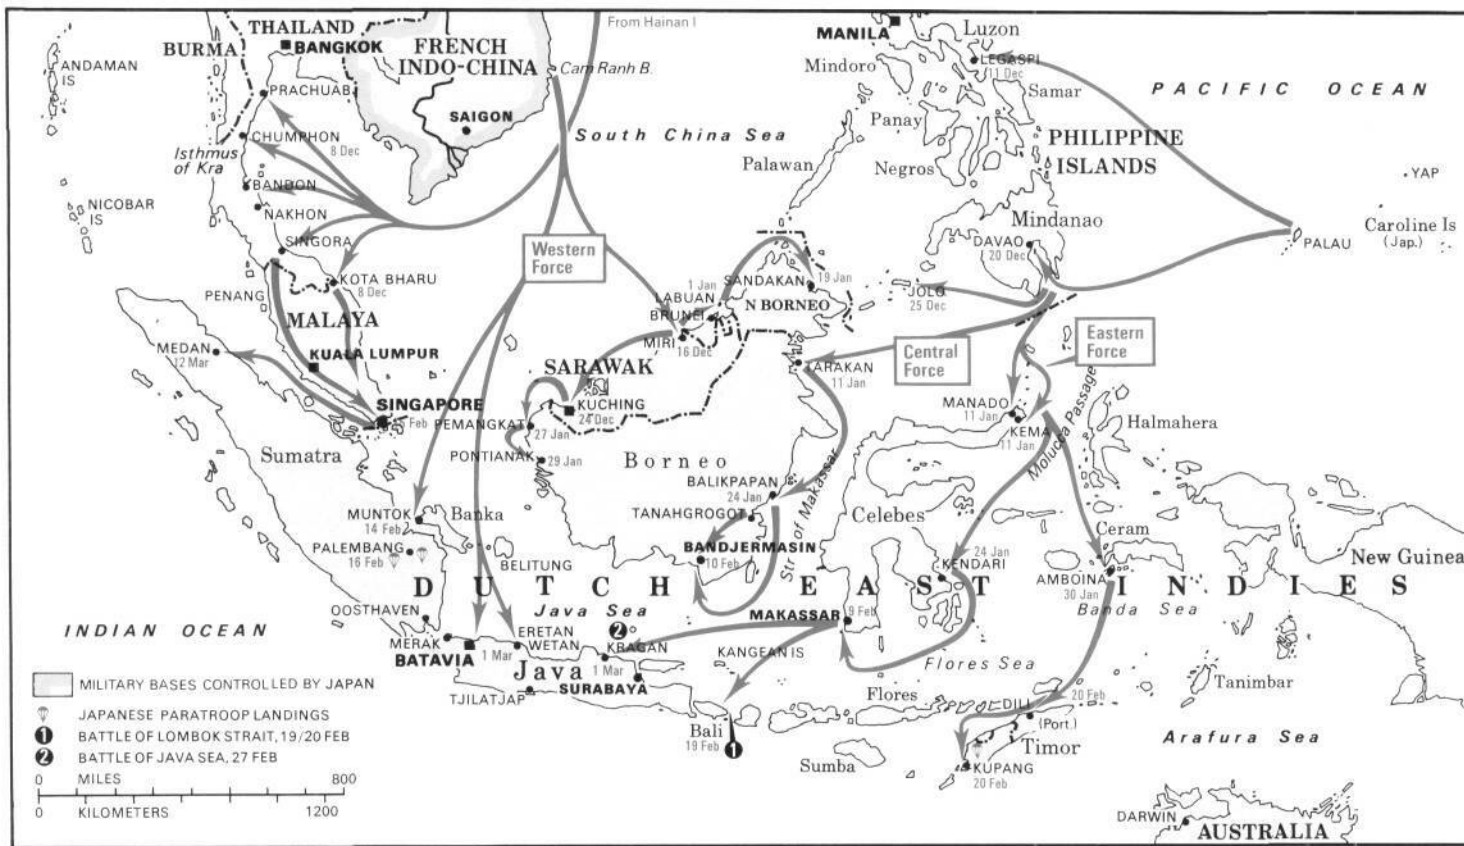 From Hainan I
THAILAND
BURMA
BANGKOK
FRENCH
INDO-CHINA
Cam Ranh B.
MANILA
Luzon
LEGASPI
11 Dec
Mindoro
Samar
PACIFIC OCEAN
ANDAMAN
IS
PRACHUAB
SAIGON
South China Sea
Panay
PHILIPPINE
ISLANDS
CHUMPHON
8 Dec
Isthmus
of Kra
Palawan
Negros
YAP
BANDON
NICOBAR
IS
NAKHON
Mindanao
Caroline Is
(Jap.)
SINGORA
Western
Force
DAVAO
20 Dec
PALAU
KOTA BHARU
8 Dec
PENANG
1 Jan
SANDAKAN
19 Jan
JOLO
25 Dec
LABUAN
BRUNEI
N BORNEO
MALAYA
MIRI
16 Dec
Eastern
Force
Central
Force
MEDAN
12 Mar
KUALA LUMPUR
SARAWAK
TARAKAN
11 Jan
SINGAPORE
Feb
KUCHING
24 Dec
MANADO
11 Jan
KEMA
11 Jan
Molucca Passage
Halmahera
PEMANGKAT
27 Jan
Sumatra
PONTIANAK
29 Jan
Borneo
BALIKPAPAN
24 Jan
Str of Makassar
MUNTOK
14 Feb
Banka
TANAHGROGOT
Celebes
Ceram
PALEMBANG
16 Feb
BANDJERMASIN
10 Feb
24 Jan
KENDARI
New Guinea
BELITUNG
AMBOINA
30 Jan
DUTCH EAST INDIES
Banda Sea
OOSTHAVEN
Java Sea
MAKASSAR
9 Feb
INDIAN OCEAN
MERAK
BATAVIA
1 Mar
ERETAN
WETAN
2
KRAGAN
1 Mar
KANGEAN IS
Flores Sea
Java
SURABAYA
TJILATJAP
Flores
20 Feb
Tanimbar
DILI
(Port.)
Bali
19 Feb
1
Sumba
Timor
Arafura Sea
KUPANG
20 Feb
DARWIN
AUSTRALIA
MILITARY BASES CONTROLLED BY JAPAN
JAPANESE PARATROOP LANDINGS
1 BATTLE OF LOMBOK STRAIT, 19/20 FEB
2 BATTLE OF JAVA SEA, 27 FEB
0 MILES 800
0 KILOMETERS 1200